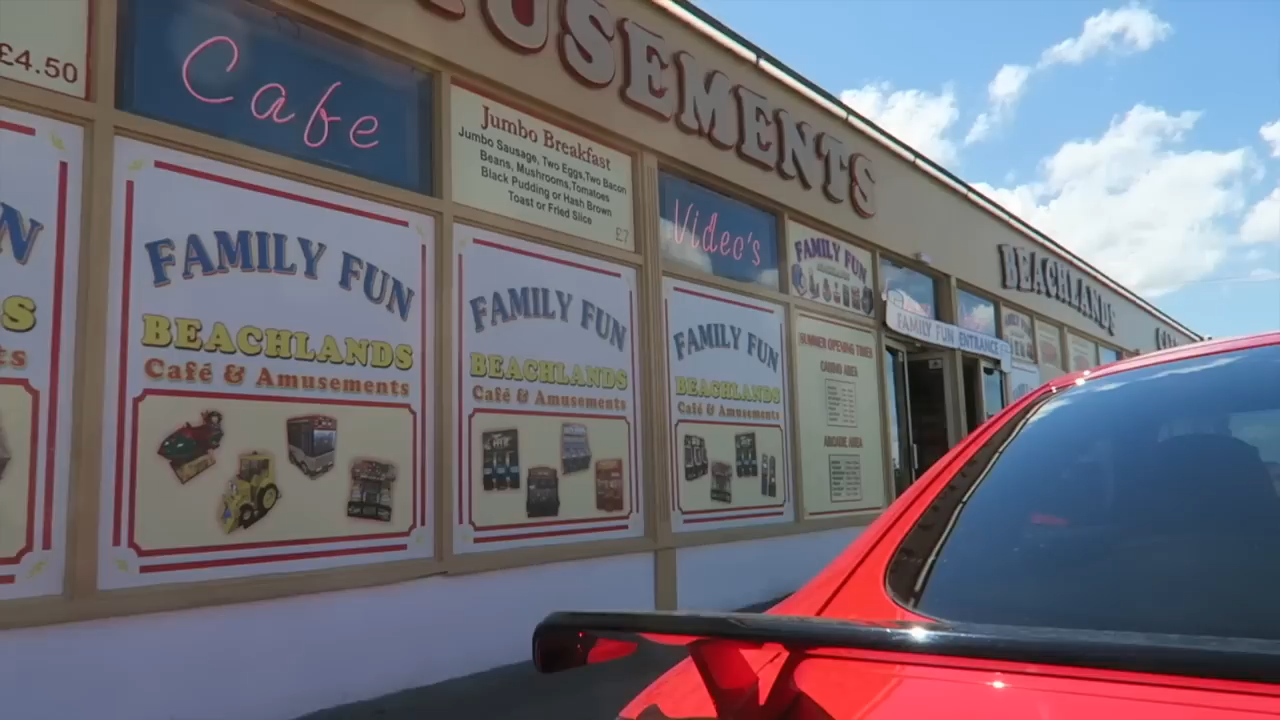 £4.50
Cafe
USEMENTS
Jumbo Breakfast
Jumbo Sausage, Two Eggs,Two Bacon
Beans, Mushrooms,Tomatoes
Black Pudding or Hash Brown
Toast or Fried Slice
£7
Video's
FAMILY FUN
BEACHLANDS
N
S
ts
FAMILY FUN
BEACHLANDS
Café & Amusements
FAMILY FUN
BEACHLANDS
Café & Amusements
FAMILY FUN
BEACHLANDS
Café & Amusements
SUMMER OPENING TIMES
CASINO AREA
ARCADE AREA
FAMILY FUN ENTRANCE